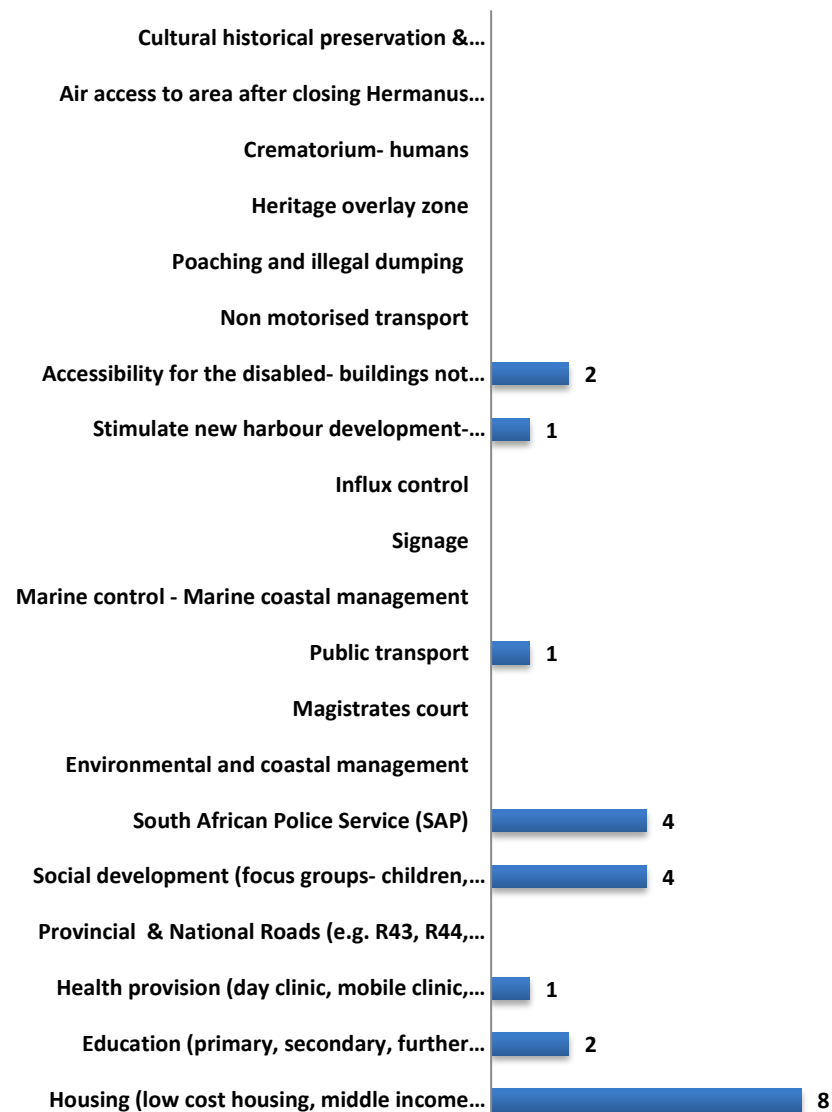 Cultural historical preservation &…
Air access to area after closing Hermanus…
Crematorium- humans
Heritage overlay zone
Poaching and illegal dumping
Non motorised transport
Accessibility for the disabled- buildings not… 2
Stimulate new harbour development-… 1
Influx control
Signage
Marine control - Marine coastal management
Public transport 1
Magistrates court
Environmental and coastal management
South African Police Service (SAP) 4
Social development (focus groups- children,… 4
Provincial & National Roads (e.g. R43, R44,…
Health provision (day clinic, mobile clinic,… 1
Education (primary, secondary, further… 2
Housing (low cost housing, middle income… 8